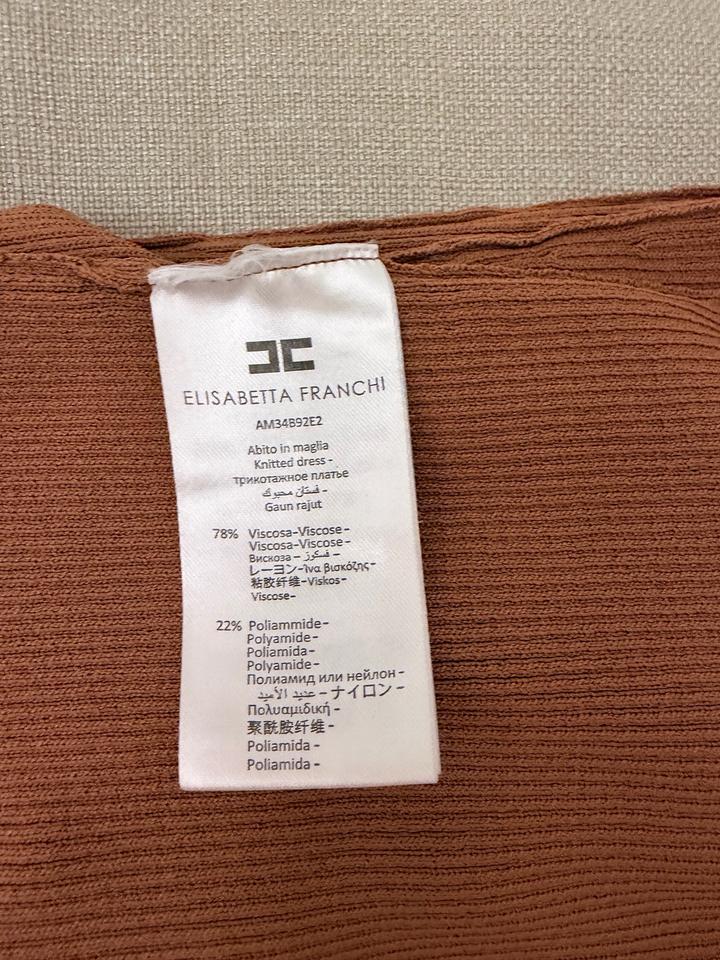 ELISABETTA FRANCHI
AM34B92E2
Abito in maglia
Knitted dress -
трикотажное платье
فستان محبوك -
Gaun rajut
78% Viscosa-Viscose-
Viscosa-Viscose-
Вискоза – فسكوز –
レーヨン-ίνα βισκόζης-
粘胶纤维-Viskos-
Viscose-
22% Poliammide-
Polyamide-
Poliamida-
Polyamide-
Полиамид или нейлон -
عديد الأميد – ナイロン –
Πολυαμιδική -
聚酰胺纤维-
Poliamida -
Poliamida -